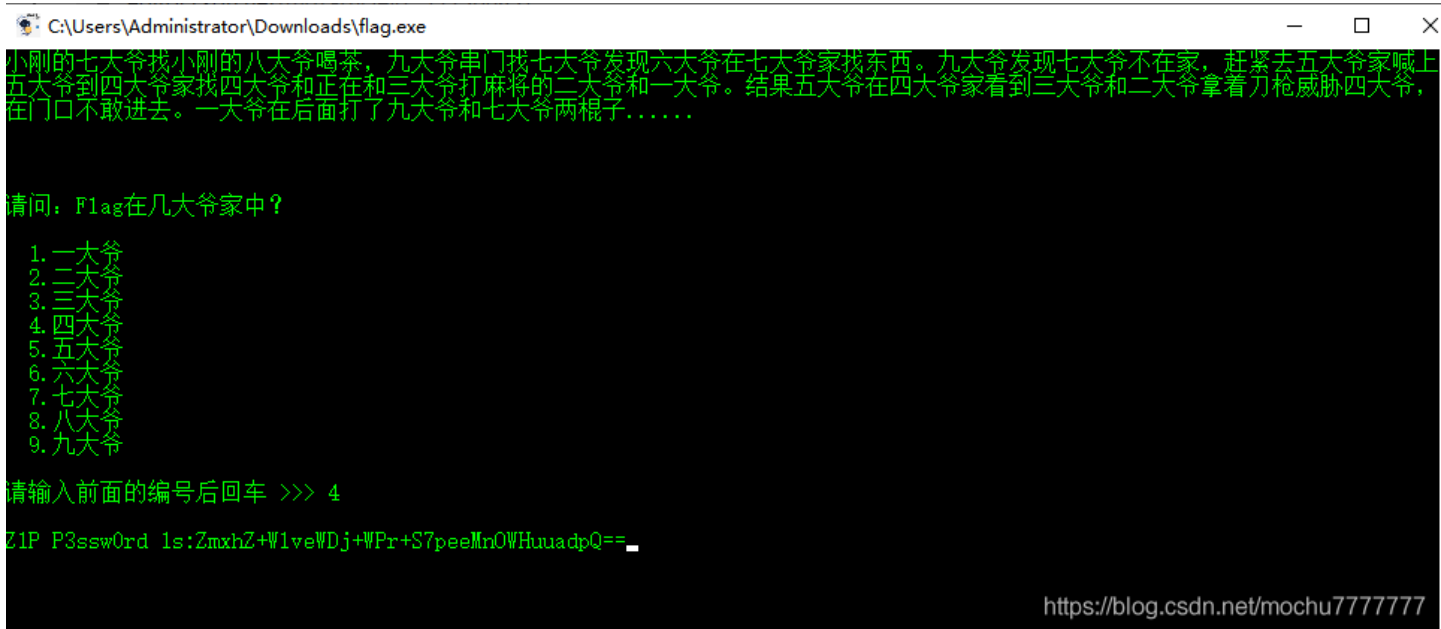 C:\Users\Administrator\Downloads\flag.exe
小刚的七大爷找小刚的八大爷喝茶，九大爷串门找七大爷发现六大爷在七大爷家找东西。九大爷发现七大爷不在家，赶紧去五大爷家喊上
五大爷到四大爷家找四大爷和正在和三大爷打麻将的二大爷和一大爷。结果五大爷在四大爷家看到三大爷和二大爷拿着刀枪威胁四大爷，
在门口不敢进去。一大爷在后面打了九大爷和七大爷两棍子......
请问：Flag在几大爷家中？
1.一大爷
2.二大爷
3.三大爷
4.四大爷
5.五大爷
6.六大爷
7.七大爷
8.八大爷
9.九大爷
请输入前面的编号后回车 >>> 4
Z1P P3ssw0rd 1s:ZmxhZ+W1veWDj+WPr+S7peeMnOWHuuadpQ==
https://blog.csdn.net/mochu7777777